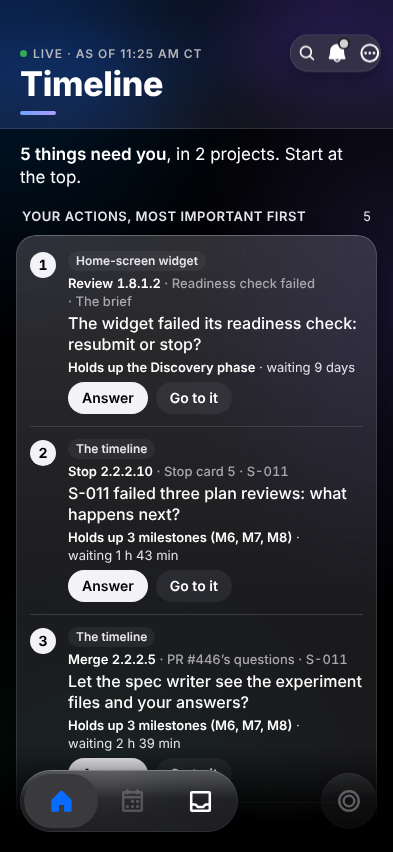 LIVE · AS OF 11:25 AM CT
Timeline
5 things need you, in 2 projects. Start at
the top.
YOUR ACTIONS, MOST IMPORTANT FIRST 5
1
Home-screen widget
Review 1.8.1.2 · Readiness check failed
· The brief
The widget failed its readiness check:
resubmit or stop?
Holds up the Discovery phase · waiting 9 days
Answer Go to it
2
The timeline
Stop 2.2.2.10 · Stop card 5 · S-011
S-011 failed three plan reviews: what
happens next?
Holds up 3 milestones (M6, M7, M8) ·
waiting 1 h 43 min
Answer Go to it
3
The timeline
Merge 2.2.2.5 · PR #446's questions · S-011
Let the spec writer see the experiment
files and your answers?
Holds up 3 milestones (M6, M7, M8) ·
waiting 2 h 39 min